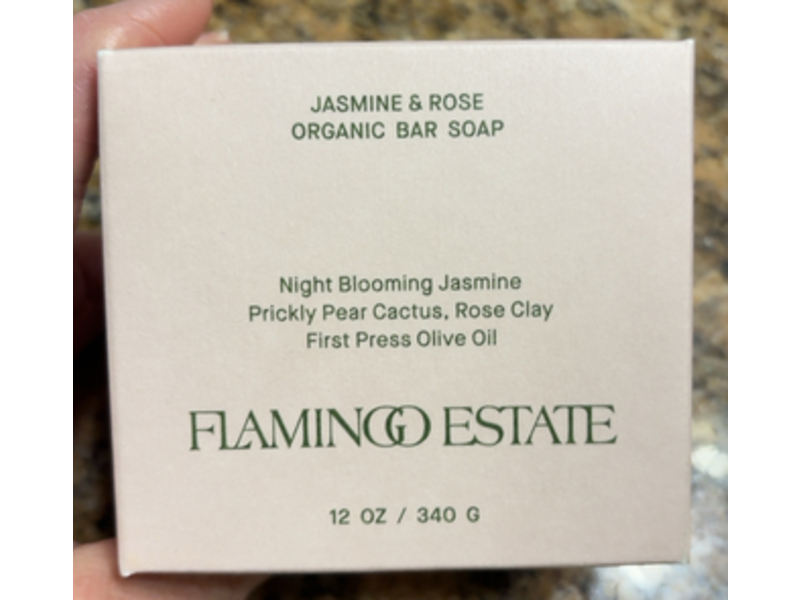 JASMINE & ROSE
ORGANIC BAR SOAP
Night Blooming Jasmine
Prickly Pear Cactus, Rose Clay
First Press Olive Oil
FLAMINGO ESTATE
12 OZ / 340 G